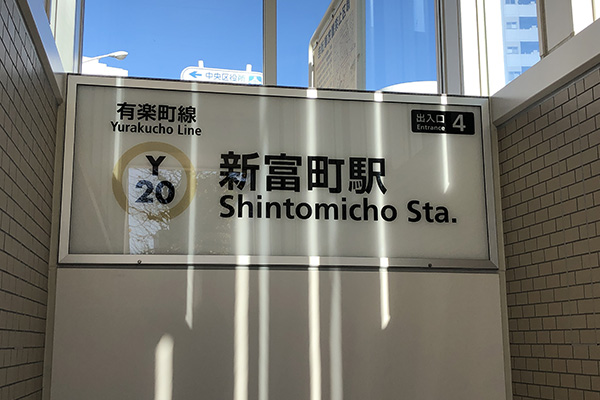 中央区役所
有楽町線
Yurakucho Line
出入口
Entrance
4
Y
20
新富町駅
Shintomicho Sta.